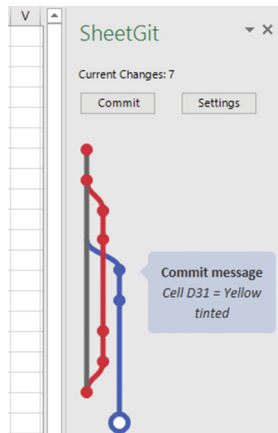 V
SheetGit
Current Changes: 7
Commit Settings
Commit message
Cell D31 = Yellow
tinted